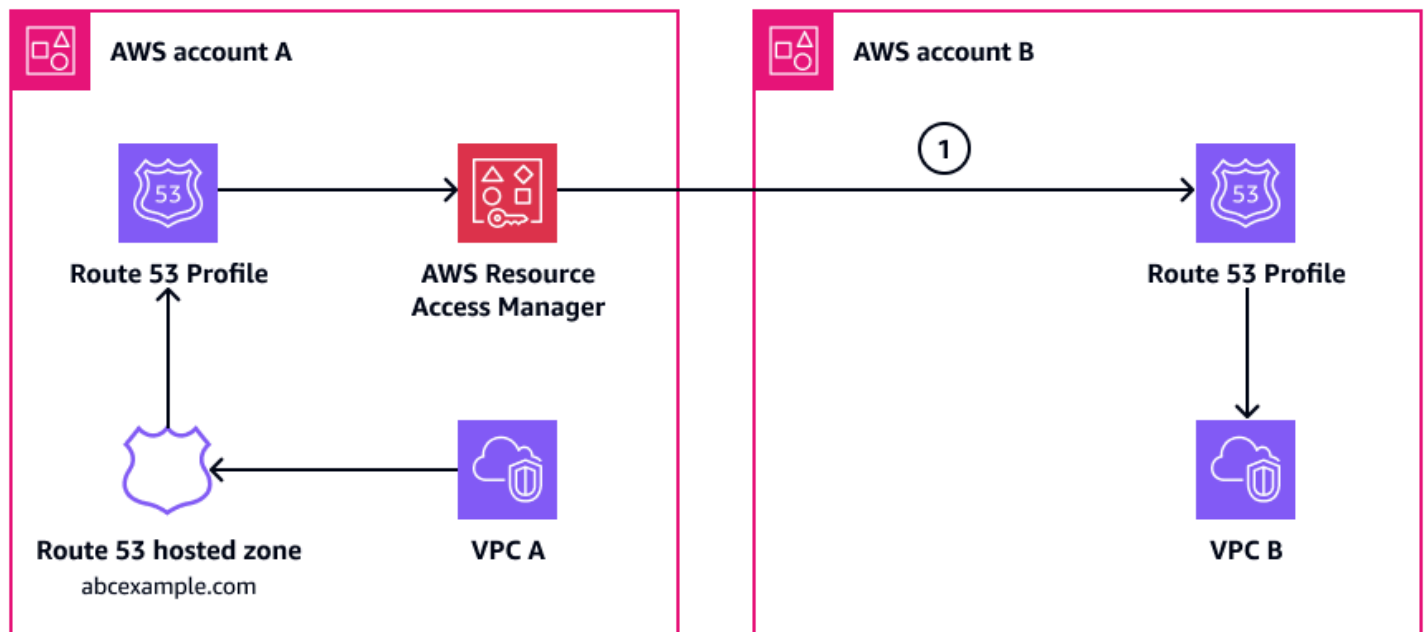 AWS account A
AWS account B
1
53
53
Route 53 Profile
AWS Resource
Access Manager
Route 53 Profile
Route 53 hosted zone
abcexample.com
VPC A
VPC B